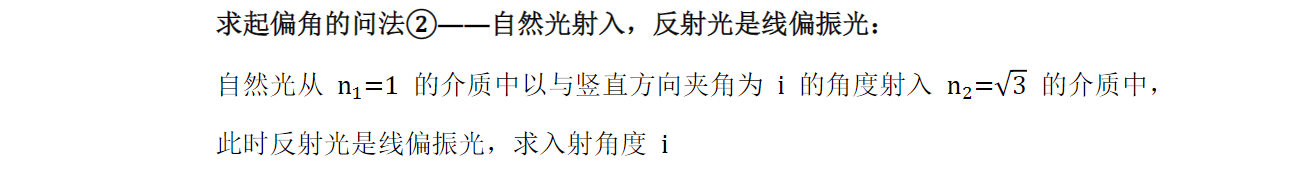 求起偏角的问法②——自然光射入，反射光是线偏振光：
自然光从 n₁=1 的介质中以与竖直方向夹角为 i 的角度射入 n₂=√3 的介质中，
此时反射光是线偏振光，求入射角度 i